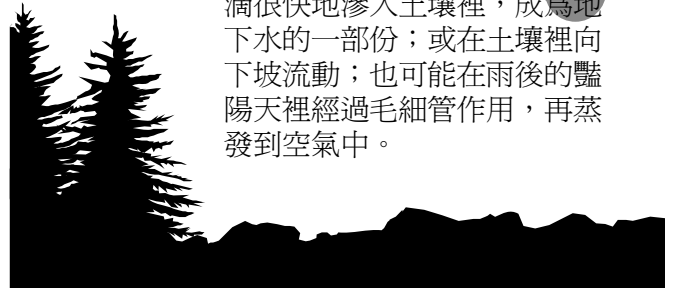 滴很快地滲入土壤裡，成爲地
下水的一部份；或在土壤裡向
下坡流動；也可能在雨後的豔
陽天裡經過毛細管作用，再蒸
發到空氣中。